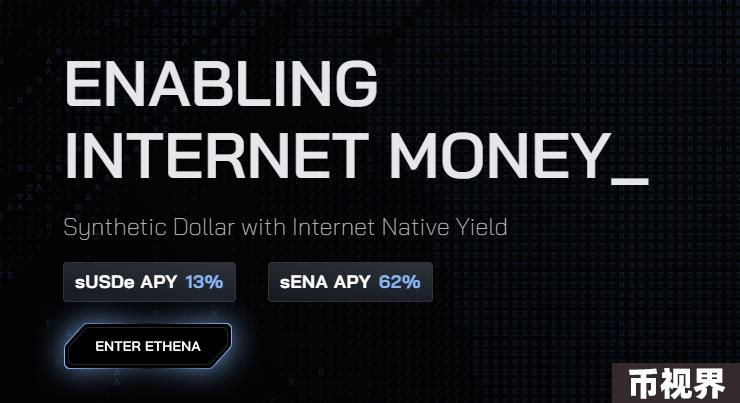 ENABLING
INTERNET MONEY_
Synthetic Dollar with Internet Native Yield
sUSDe APY 13% sENA APY 62%
ENTER ETHENA
币视界